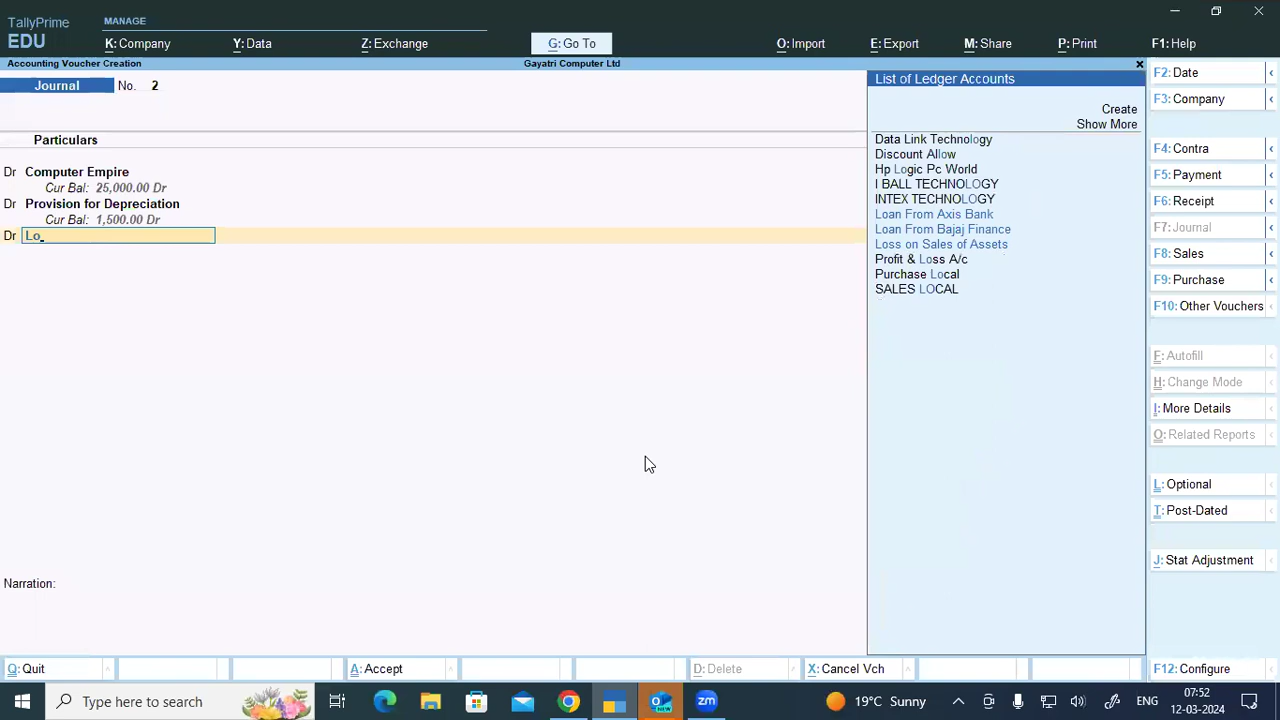 TallyPrime
EDU
MANAGE
K: Company
Y: Data
Z: Exchange
G: Go To
O: Import
E: Export
M: Share
P: Print
F1: Help
Accounting Voucher Creation
Gayatri Computer Ltd
Journal No. 2
Particulars
Dr Computer Empire
Cur Bal: 25,000.00 Dr
Dr Provision for Depreciation
Cur Bal: 1,500.00 Dr
Dr Lo
Narration:
List of Ledger Accounts
Create
Show More
Data Link Technology
Discount Allow
Hp Logic Pc World
I BALL TECHNOLOGY
INTEX TECHNOLOGY
Loan From Axis Bank
Loan From Bajaj Finance
Loss on Sales of Assets
Profit & Loss A/c
Purchase Local
SALES LOCAL
F2: Date
F3: Company
F4: Contra
F5: Payment
F6: Receipt
F7: Journal
F8: Sales
F9: Purchase
F10: Other Vouchers
F: Autofill
H: Change Mode
I: More Details
O: Related Reports
L: Optional
T: Post-Dated
J: Stat Adjustment
Q: Quit
A: Accept
D: Delete
X: Cancel Vch
F12: Configure
Type here to search
NEW
zm
19°C Sunny
ENG
07:52
12-03-2024